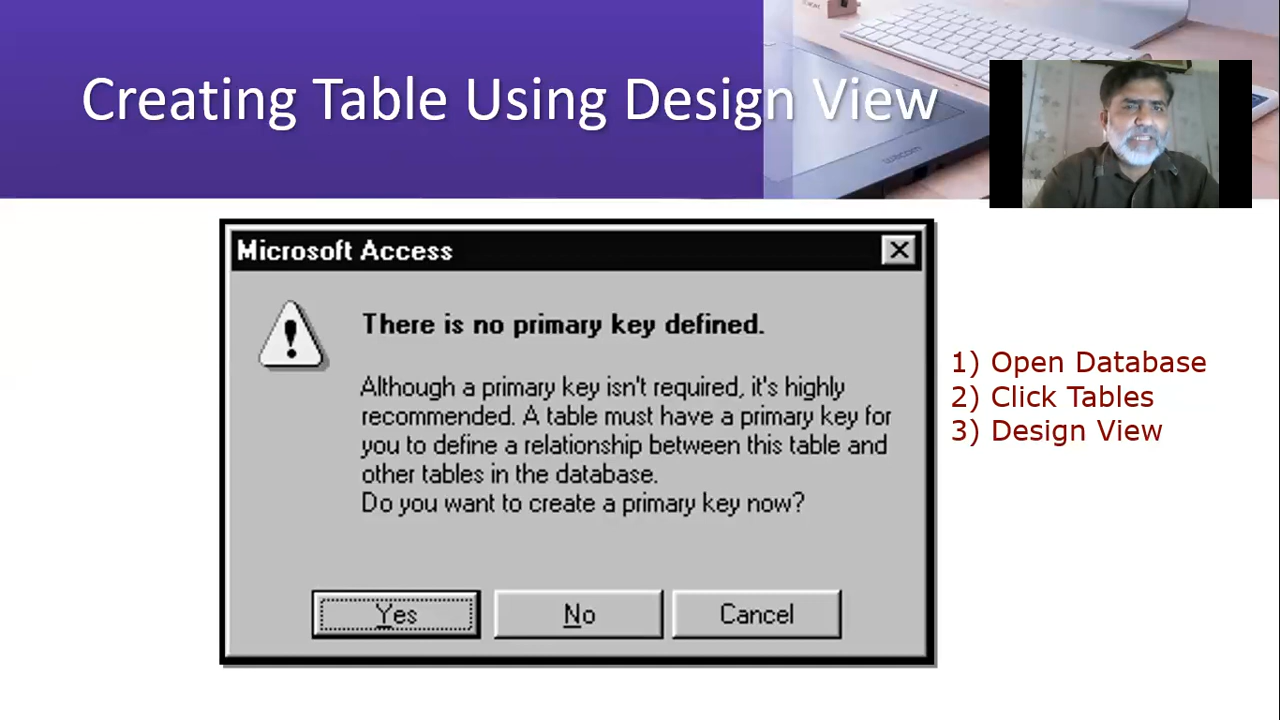 Creating Table Using Design View
wacom
Microsoft Access
There is no primary key defined.
Although a primary key isn't required, it's highly
recommended. A table must have a primary key for
you to define a relationship between this table and
other tables in the database.
Do you want to create a primary key now?
Yes
No
Cancel
1) Open Database
2) Click Tables
3) Design View